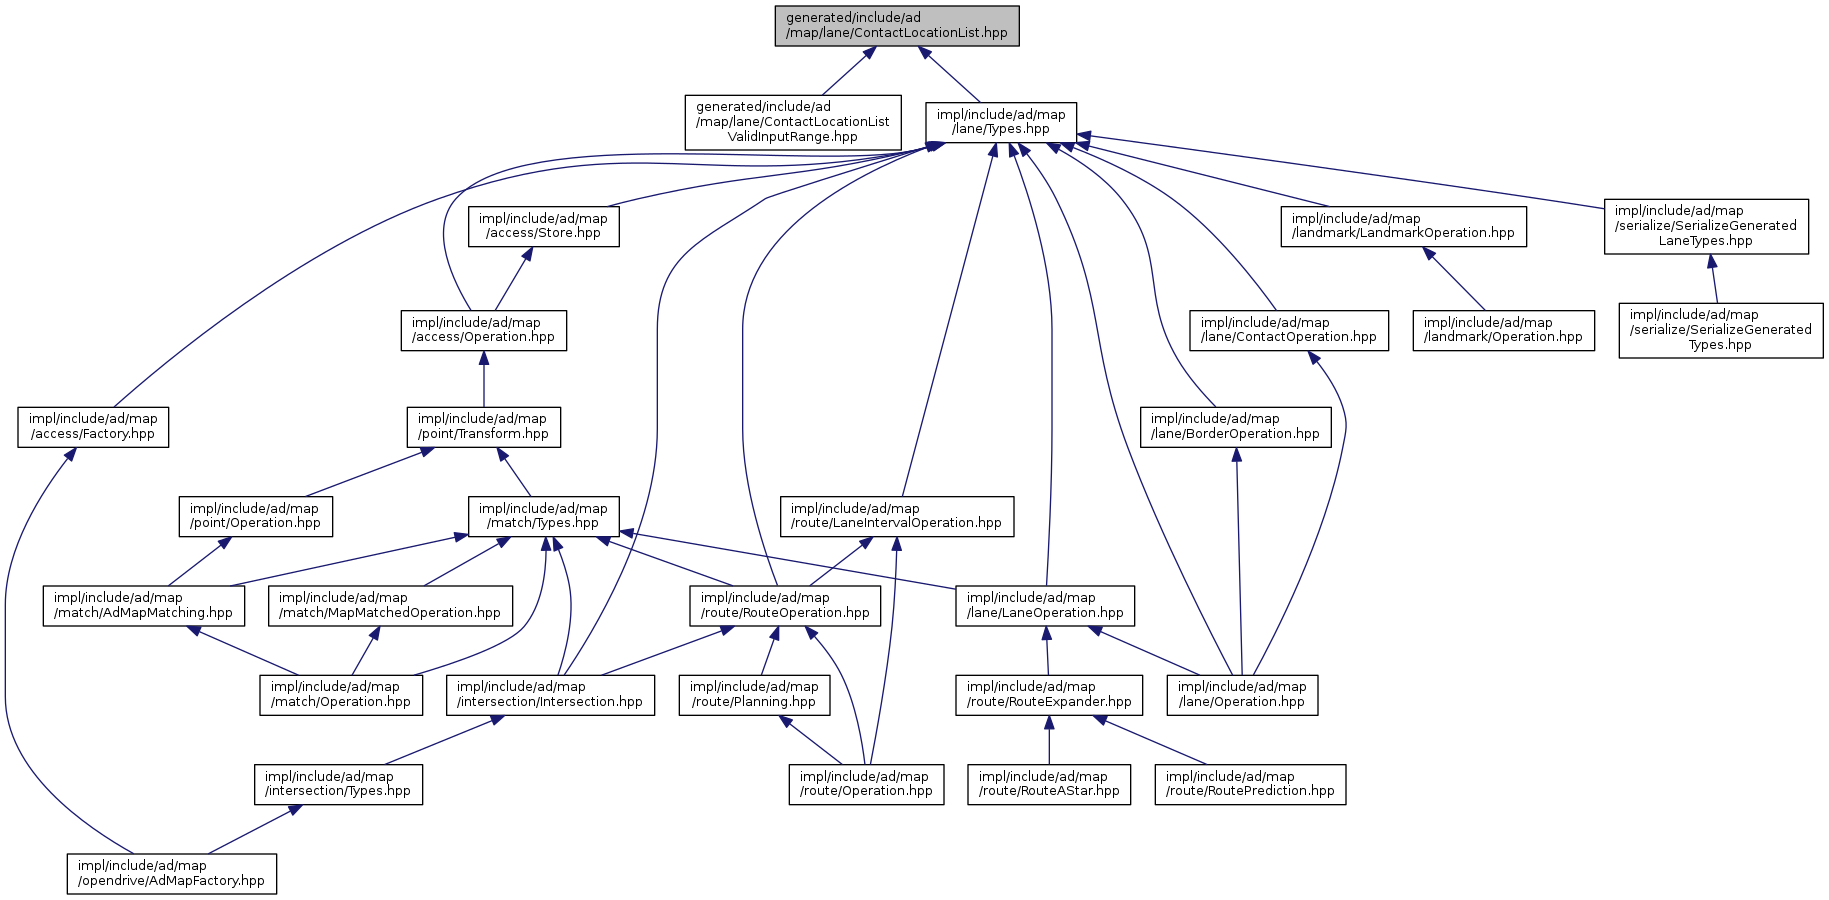 generated/include/ad
/map/lane/ContactLocationList.hpp
generated/include/ad
/map/lane/ContactLocationList
ValidInputRange.hpp
impl/include/ad/map
/lane/Types.hpp
impl/include/ad/map
/access/Store.hpp
impl/include/ad/map
/landmark/LandmarkOperation.hpp
impl/include/ad/map
/serialize/SerializeGenerated
LaneTypes.hpp
impl/include/ad/map
/access/Operation.hpp
impl/include/ad/map
/lane/ContactOperation.hpp
impl/include/ad/map
/landmark/Operation.hpp
impl/include/ad/map
/serialize/SerializeGenerated
Types.hpp
impl/include/ad/map
/access/Factory.hpp
impl/include/ad/map
/point/Transform.hpp
impl/include/ad/map
/lane/BorderOperation.hpp
impl/include/ad/map
/point/Operation.hpp
impl/include/ad/map
/match/Types.hpp
impl/include/ad/map
/route/LaneIntervalOperation.hpp
impl/include/ad/map
/match/AdMapMatching.hpp
impl/include/ad/map
/match/MapMatchedOperation.hpp
impl/include/ad/map
/route/RouteOperation.hpp
impl/include/ad/map
/lane/LaneOperation.hpp
impl/include/ad/map
/match/Operation.hpp
impl/include/ad/map
/intersection/Intersection.hpp
impl/include/ad/map
/route/Planning.hpp
impl/include/ad/map
/route/RouteExpander.hpp
impl/include/ad/map
/lane/Operation.hpp
impl/include/ad/map
/intersection/Types.hpp
impl/include/ad/map
/route/Operation.hpp
impl/include/ad/map
/route/RouteAStar.hpp
impl/include/ad/map
/route/RoutePrediction.hpp
impl/include/ad/map
/opendrive/AdMapFactory.hpp